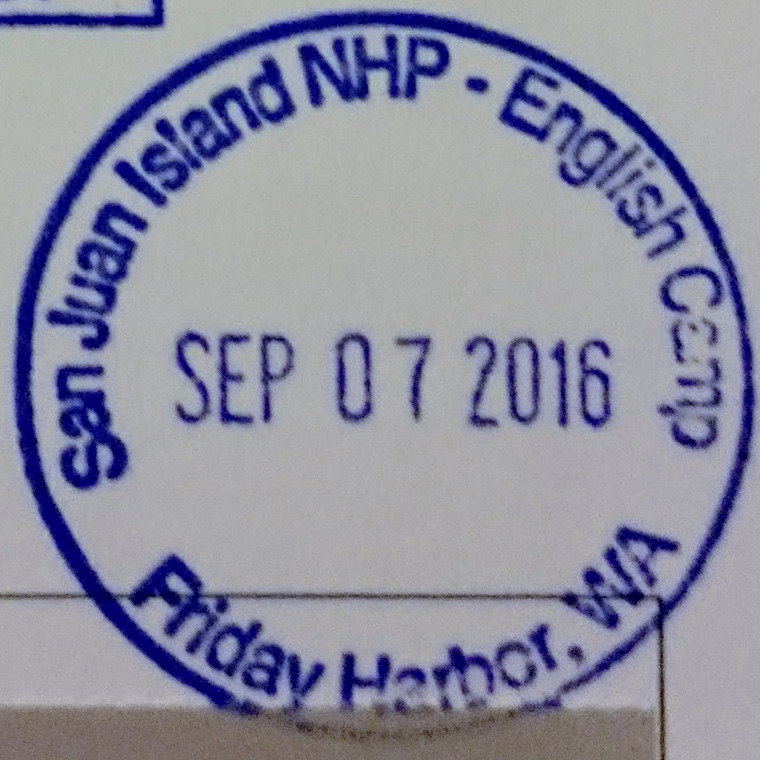 San Juan Island NHP - English Camp
SEP 07 2016
Friday Harbor, WA